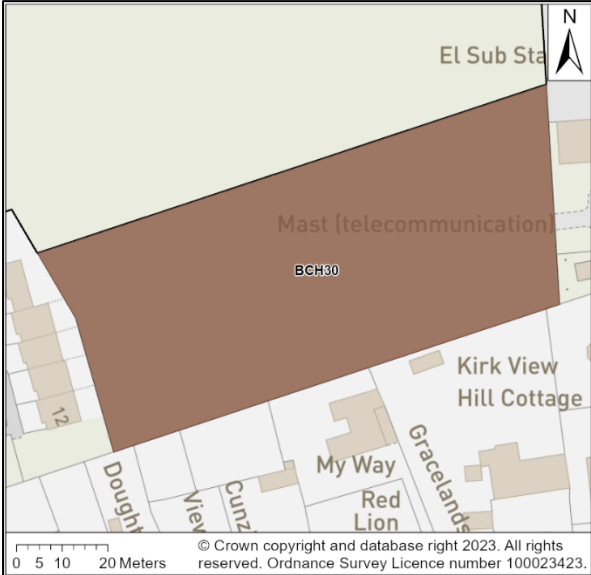 N
El Sub Sta
Mast (telecommunication)
BCH30
Kirk View
Hill Cottage
12
Dought
View
Cunz
My Way
Gracelands
Red
Lion
0 5 10 20 Meters
© Crown copyright and database right 2023. All rights
reserved. Ordnance Survey Licence number 100023423.